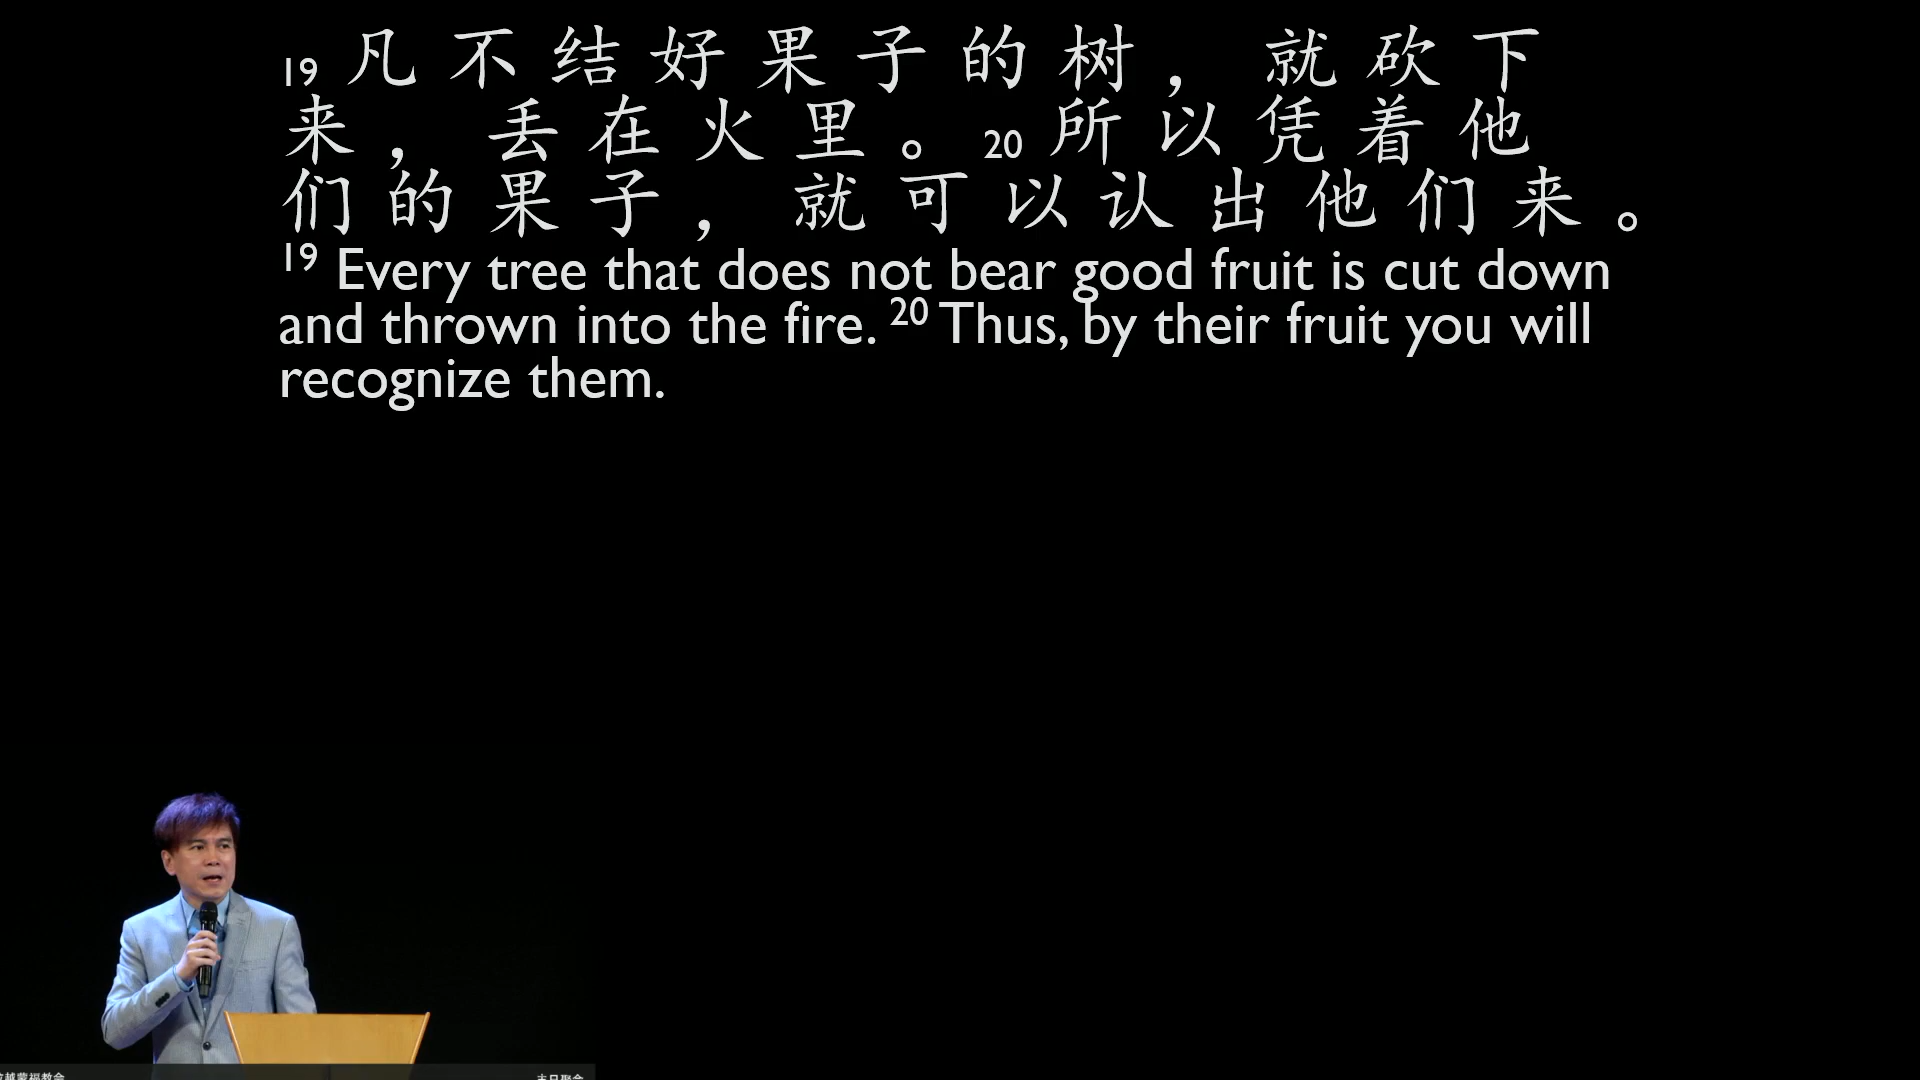 19 凡不结好果子的树，就砍下
来，丢在火里。20 所以凭着他
们的果子，就可以认出他们来。
19 Every tree that does not bear good fruit is cut down
and thrown into the fire. 20 Thus, by their fruit you will
recognize them.